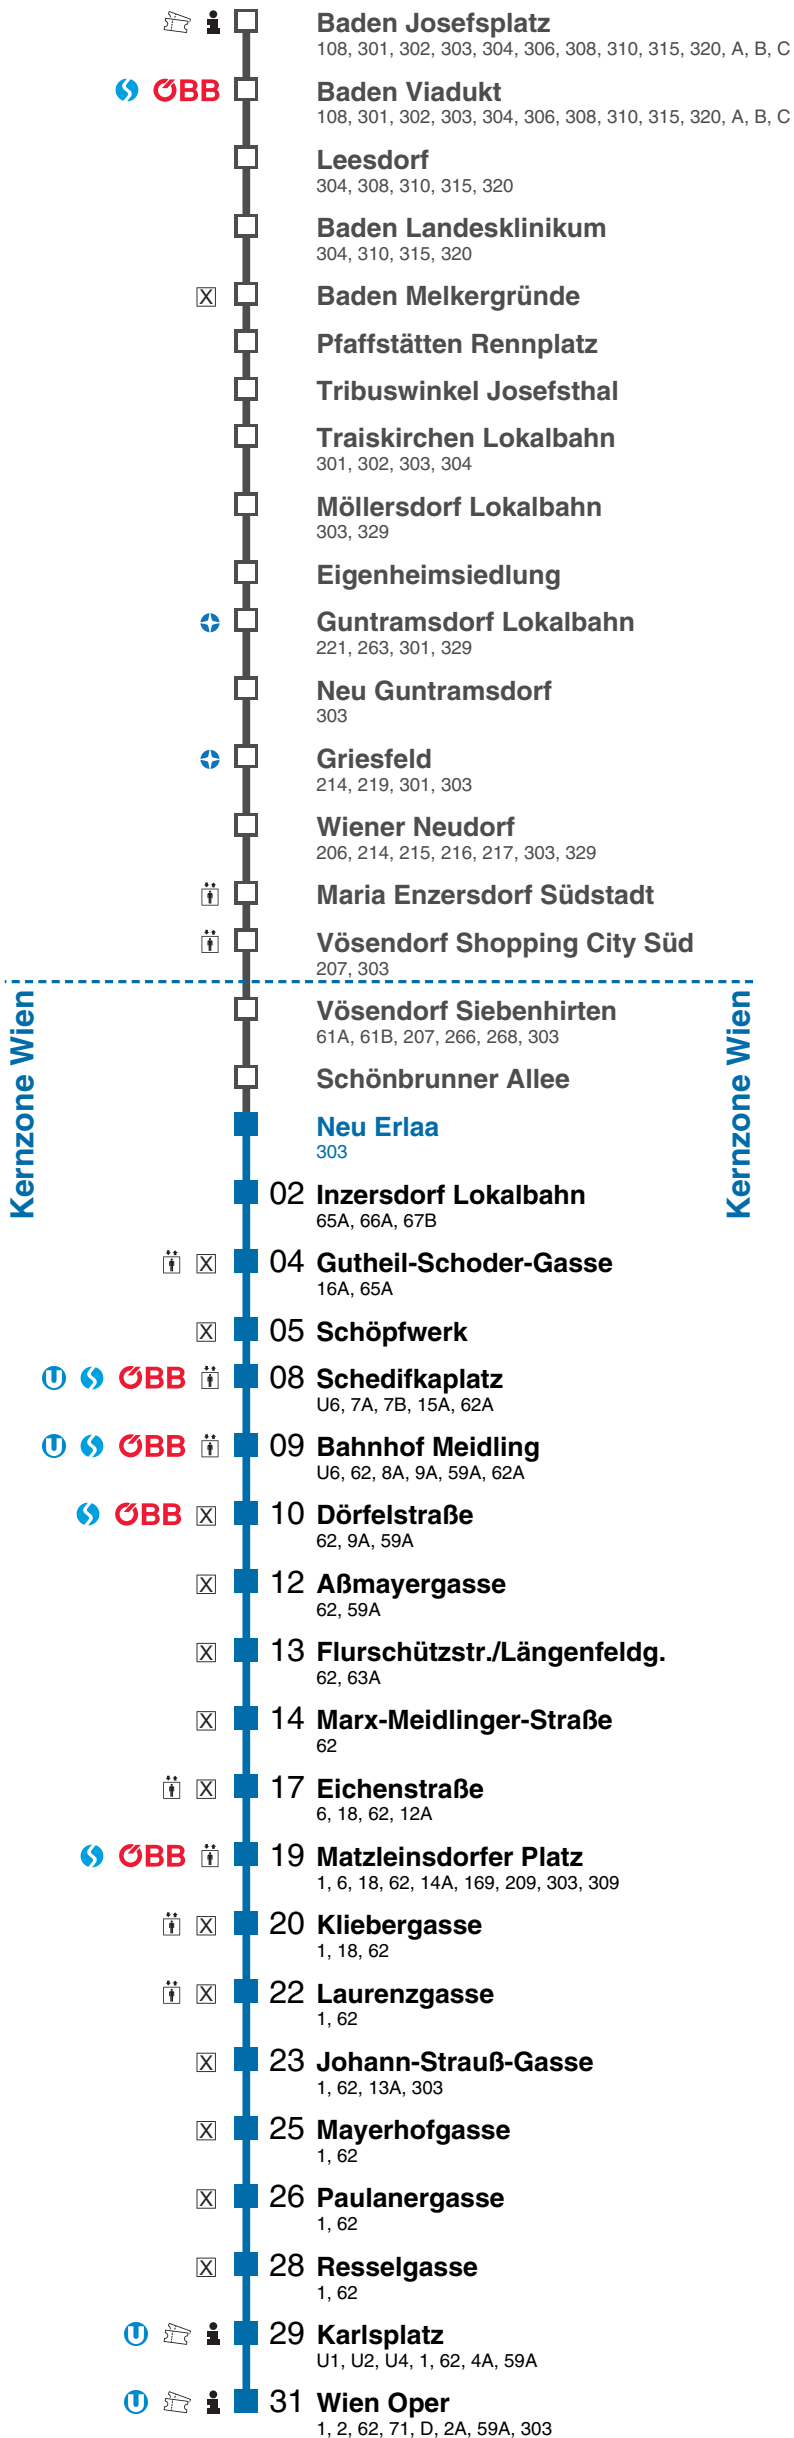 Baden Josefsplatz
108, 301, 302, 303, 304, 306, 308, 310, 315, 320, A, B, C
ÖBB
Baden Viadukt
108, 301, 302, 303, 304, 306, 308, 310, 315, 320, A, B, C
Leesdorf
304, 308, 310, 315, 320
Baden Landesklinikum
304, 310, 315, 320
X Baden Melkergründe
Pfaffstätten Rennplatz
Tribuswinkel Josefsthal
Traiskirchen Lokalbahn
301, 302, 303, 304
Möllersdorf Lokalbahn
303, 329
Eigenheimsiedlung
Guntramsdorf Lokalbahn
221, 263, 301, 329
Neu Guntramsdorf
303
Griesfeld
214, 219, 301, 303
Wiener Neudorf
206, 214, 215, 216, 217, 303, 329
Maria Enzersdorf Südstadt
Vösendorf Shopping City Süd
207, 303
Kernzone Wien
Kernzone Wien
Vösendorf Siebenhirten
61A, 61B, 207, 266, 268, 303
Schönbrunner Allee
Neu Erlaa
303
02 Inzersdorf Lokalbahn
65A, 66A, 67B
X 04 Gutheil-Schoder-Gasse
16A, 65A
X 05 Schöpfwerk
U S ÖBB 08 Schedifkaplatz
U6, 7A, 7B, 15A, 62A
U S ÖBB 09 Bahnhof Meidling
U6, 62, 8A, 9A, 59A, 62A
S ÖBB X 10 Dörfelstraße
62, 9A, 59A
X 12 Aßmayergasse
62, 59A
X 13 Flurschützstr./Längenfeldg.
62, 63A
X 14 Marx-Meidlinger-Straße
62
X 17 Eichenstraße
6, 18, 62, 12A
S ÖBB 19 Matzleinsdorfer Platz
1, 6, 18, 62, 14A, 169, 209, 303, 309
X 20 Kliebergasse
1, 18, 62
X 22 Laurenzgasse
1, 62
X 23 Johann-Strauß-Gasse
1, 62, 13A, 303
X 25 Mayerhofgasse
1, 62
X 26 Paulanergasse
1, 62
X 28 Resselgasse
1, 62
U i 29 Karlsplatz
U1, U2, U4, 1, 62, 4A, 59A
U i 31 Wien Oper
1, 2, 62, 71, D, 2A, 59A, 303